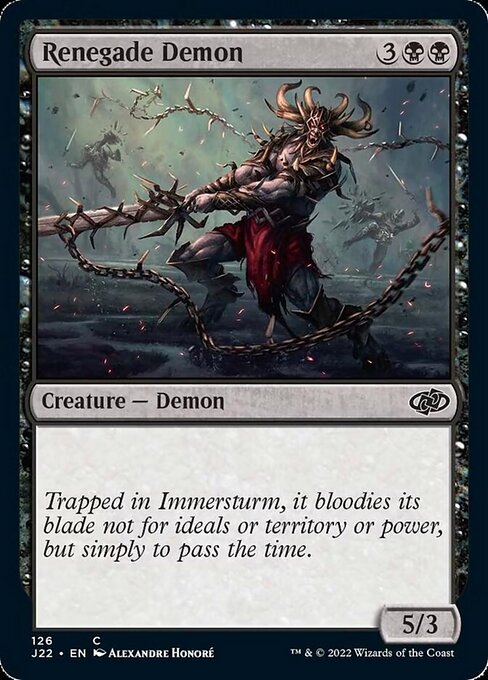 Renegade Demon 3
Creature — Demon
Trapped in Immersturm, it bloodies its
blade not for ideals or territory or power,
but simply to pass the time.
5/3
126 C
J22 • EN Alexandre Honoré
™ & © 2022 Wizards of the Coast